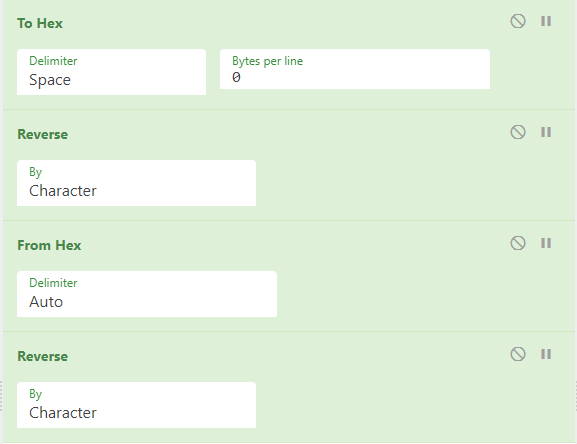 To Hex
Delimiter Bytes per line
Space 0
Reverse
By
Character
From Hex
Delimiter
Auto
Reverse
By
Character